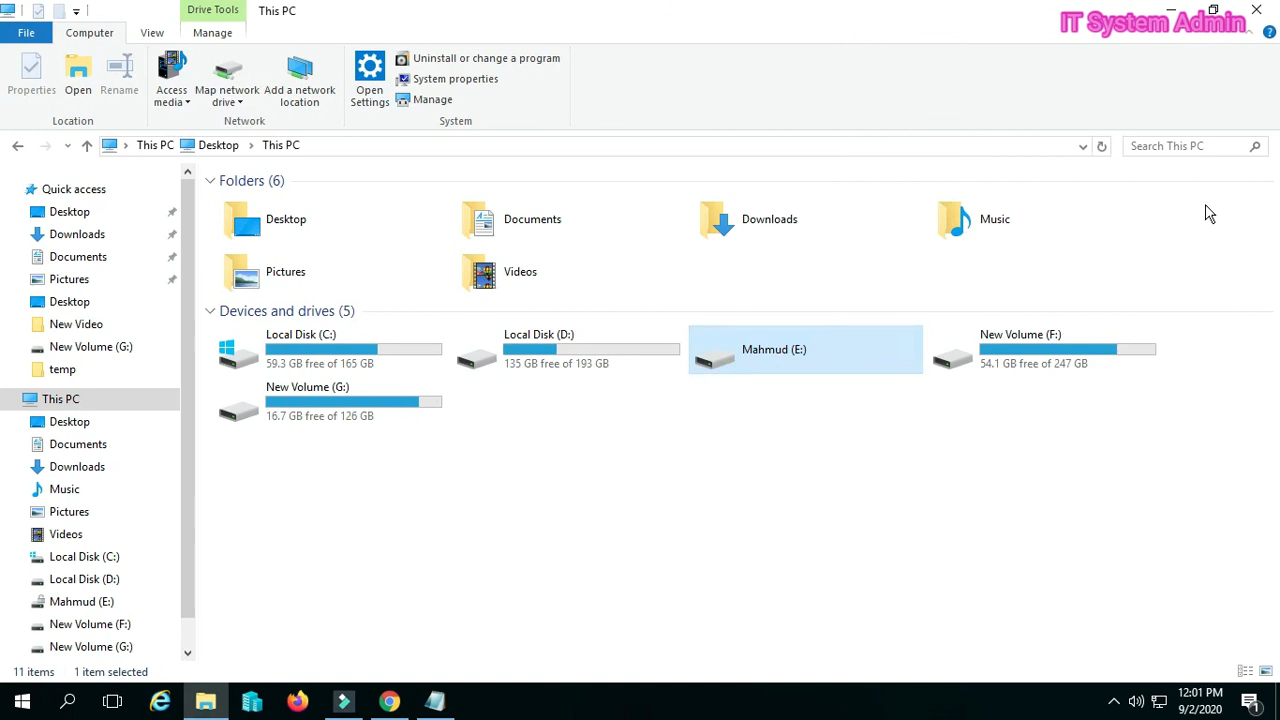 Drive Tools
This PC
IT System Admin
File
Computer
View
Manage
Properties
Open
Rename
Access media
Map network drive
Add a network location
Open Settings
Uninstall or change a program
System properties
Manage
Location
Network
System
This PC
Desktop
This PC
Search This PC
Quick access
Desktop
Downloads
Documents
Pictures
Desktop
New Video
New Volume (G:)
temp
This PC
Desktop
Documents
Downloads
Music
Pictures
Videos
Local Disk (C:)
Local Disk (D:)
Mahmud (E:)
New Volume (F:)
New Volume (G:)
Folders (6)
Desktop
Documents
Downloads
Music
Pictures
Videos
Devices and drives (5)
Local Disk (C:)
59.3 GB free of 165 GB
Local Disk (D:)
135 GB free of 193 GB
Mahmud (E:)
New Volume (F:)
54.1 GB free of 247 GB
New Volume (G:)
16.7 GB free of 126 GB
11 items
1 item selected
12:01 PM
9/2/2020
1